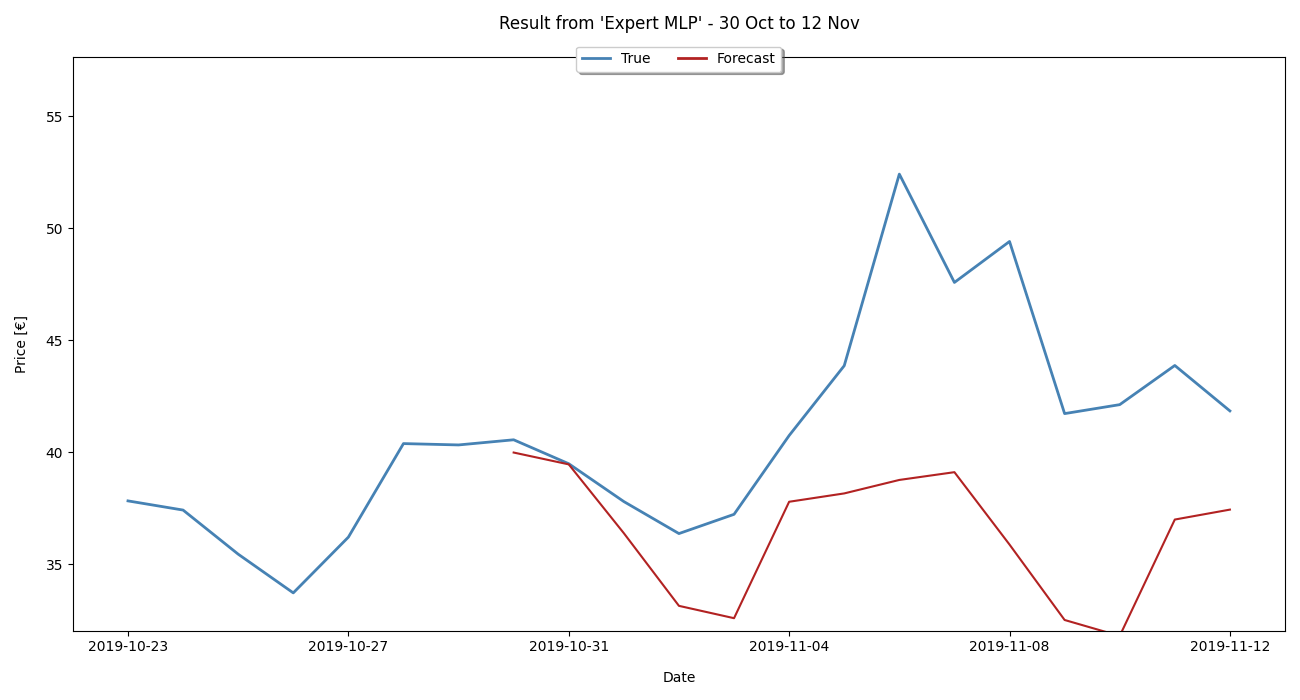 Result from 'Expert MLP' - 30 Oct to 12 Nov
True Forecast
55
50
45
40
35
Price [€]
2019-10-23 2019-10-27 2019-10-31 2019-11-04 2019-11-08 2019-11-12
Date